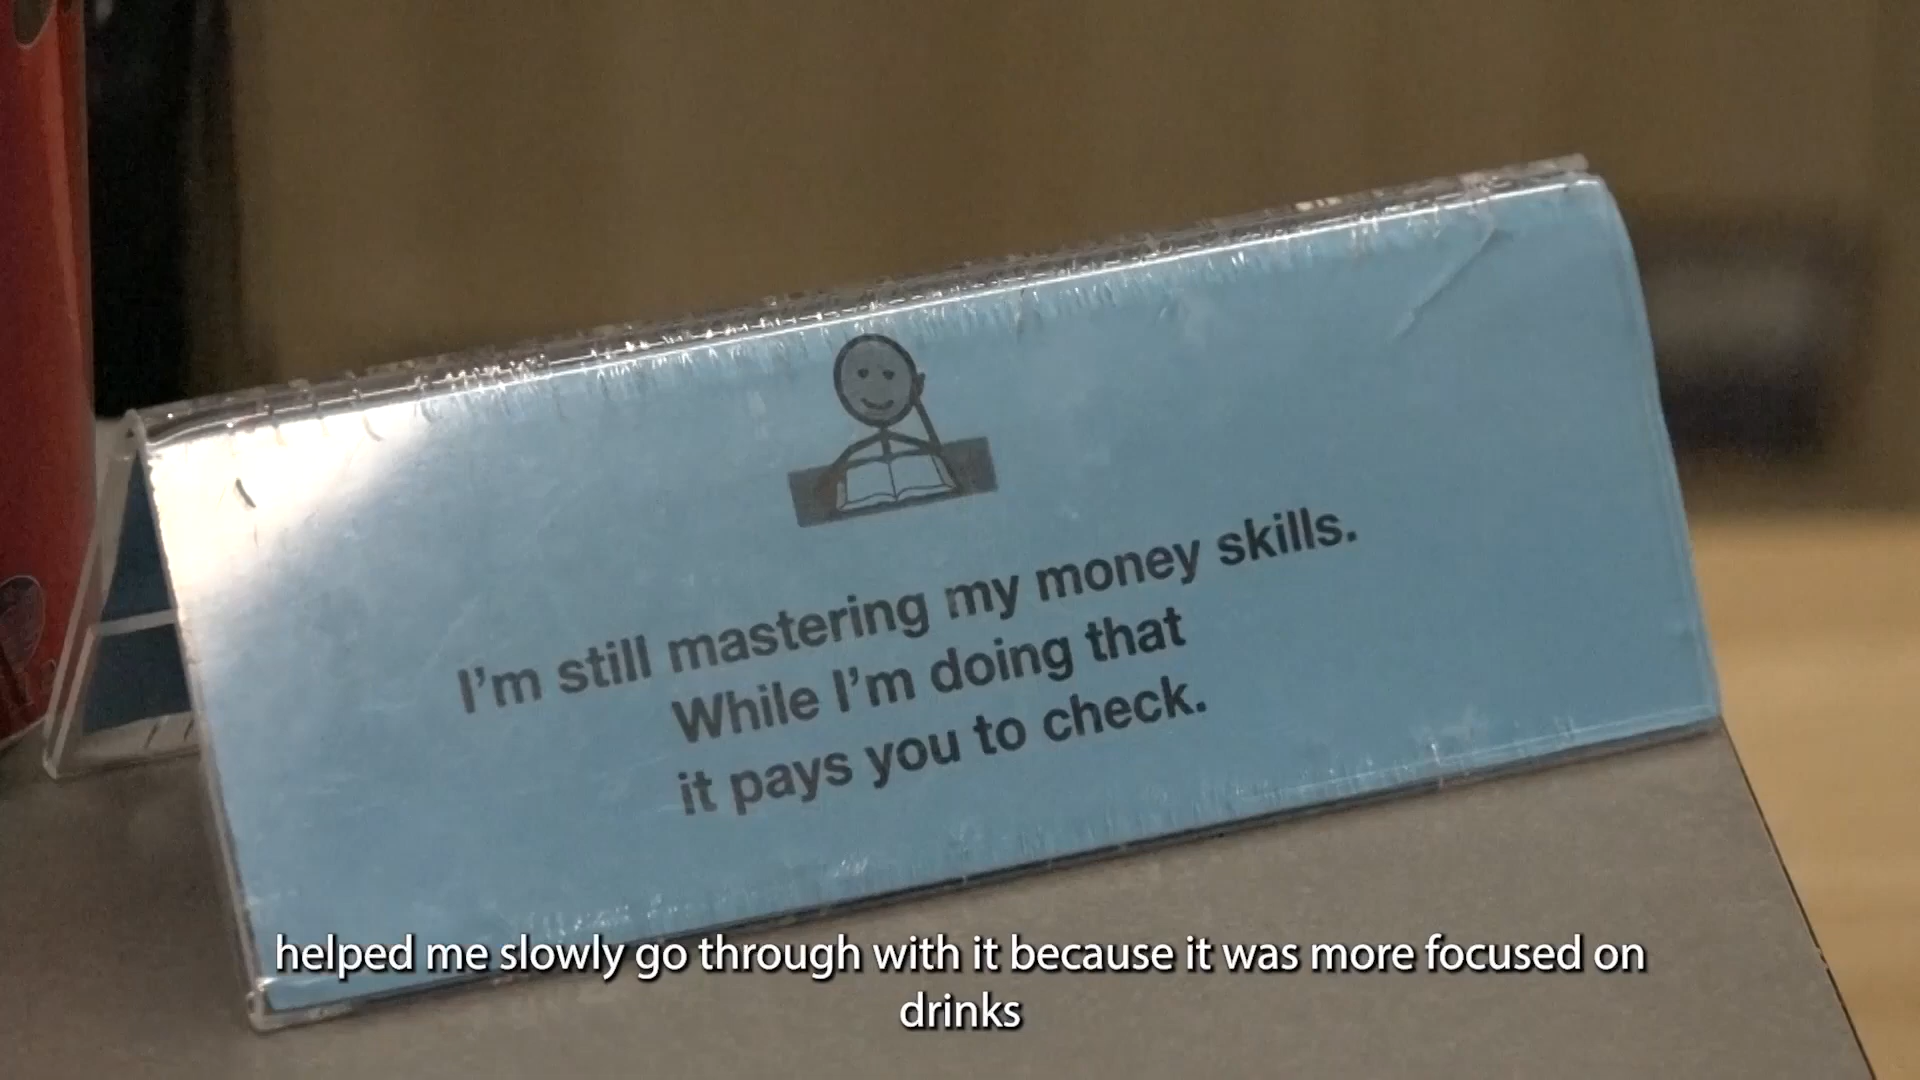 I'm still mastering my money skills.
While I'm doing that
it pays you to check.
helped me slowly go through with it because it was more focused on
drinks